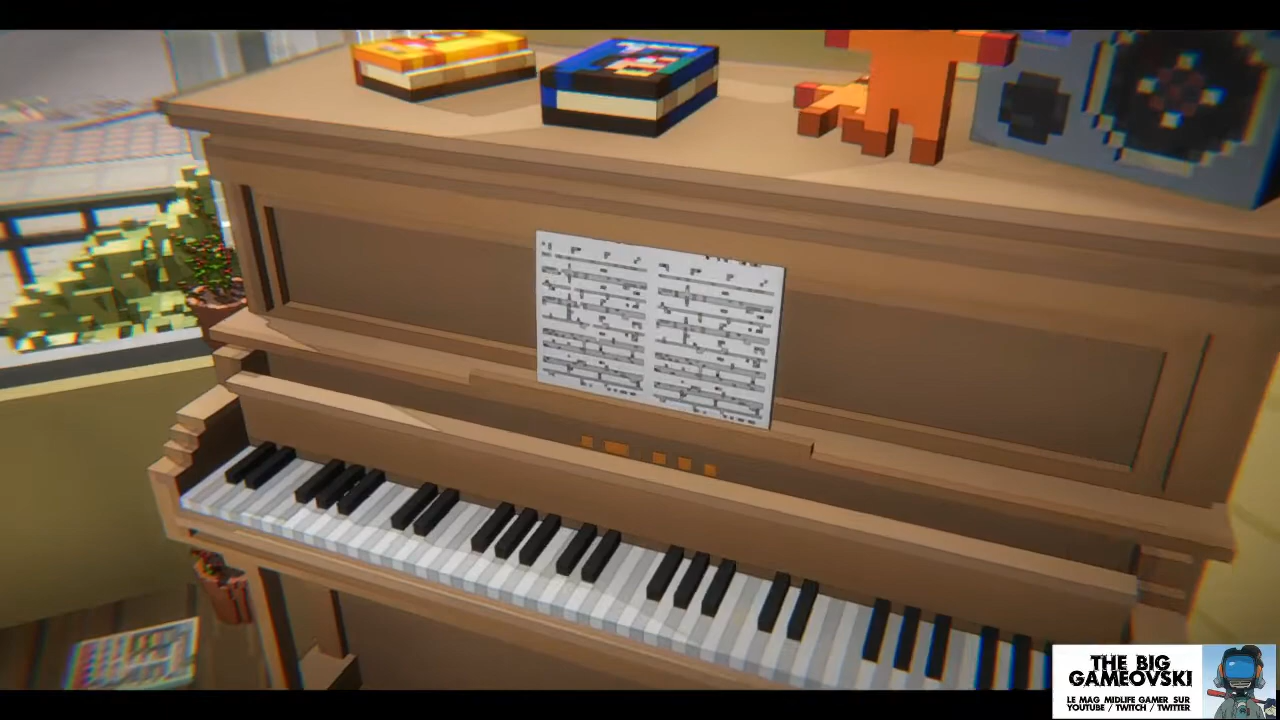 THE BIG
GAMEOVSKI
LE MAG MIDLIFE GAMER SUR
YOUTUBE / TWITCH / TWITTER